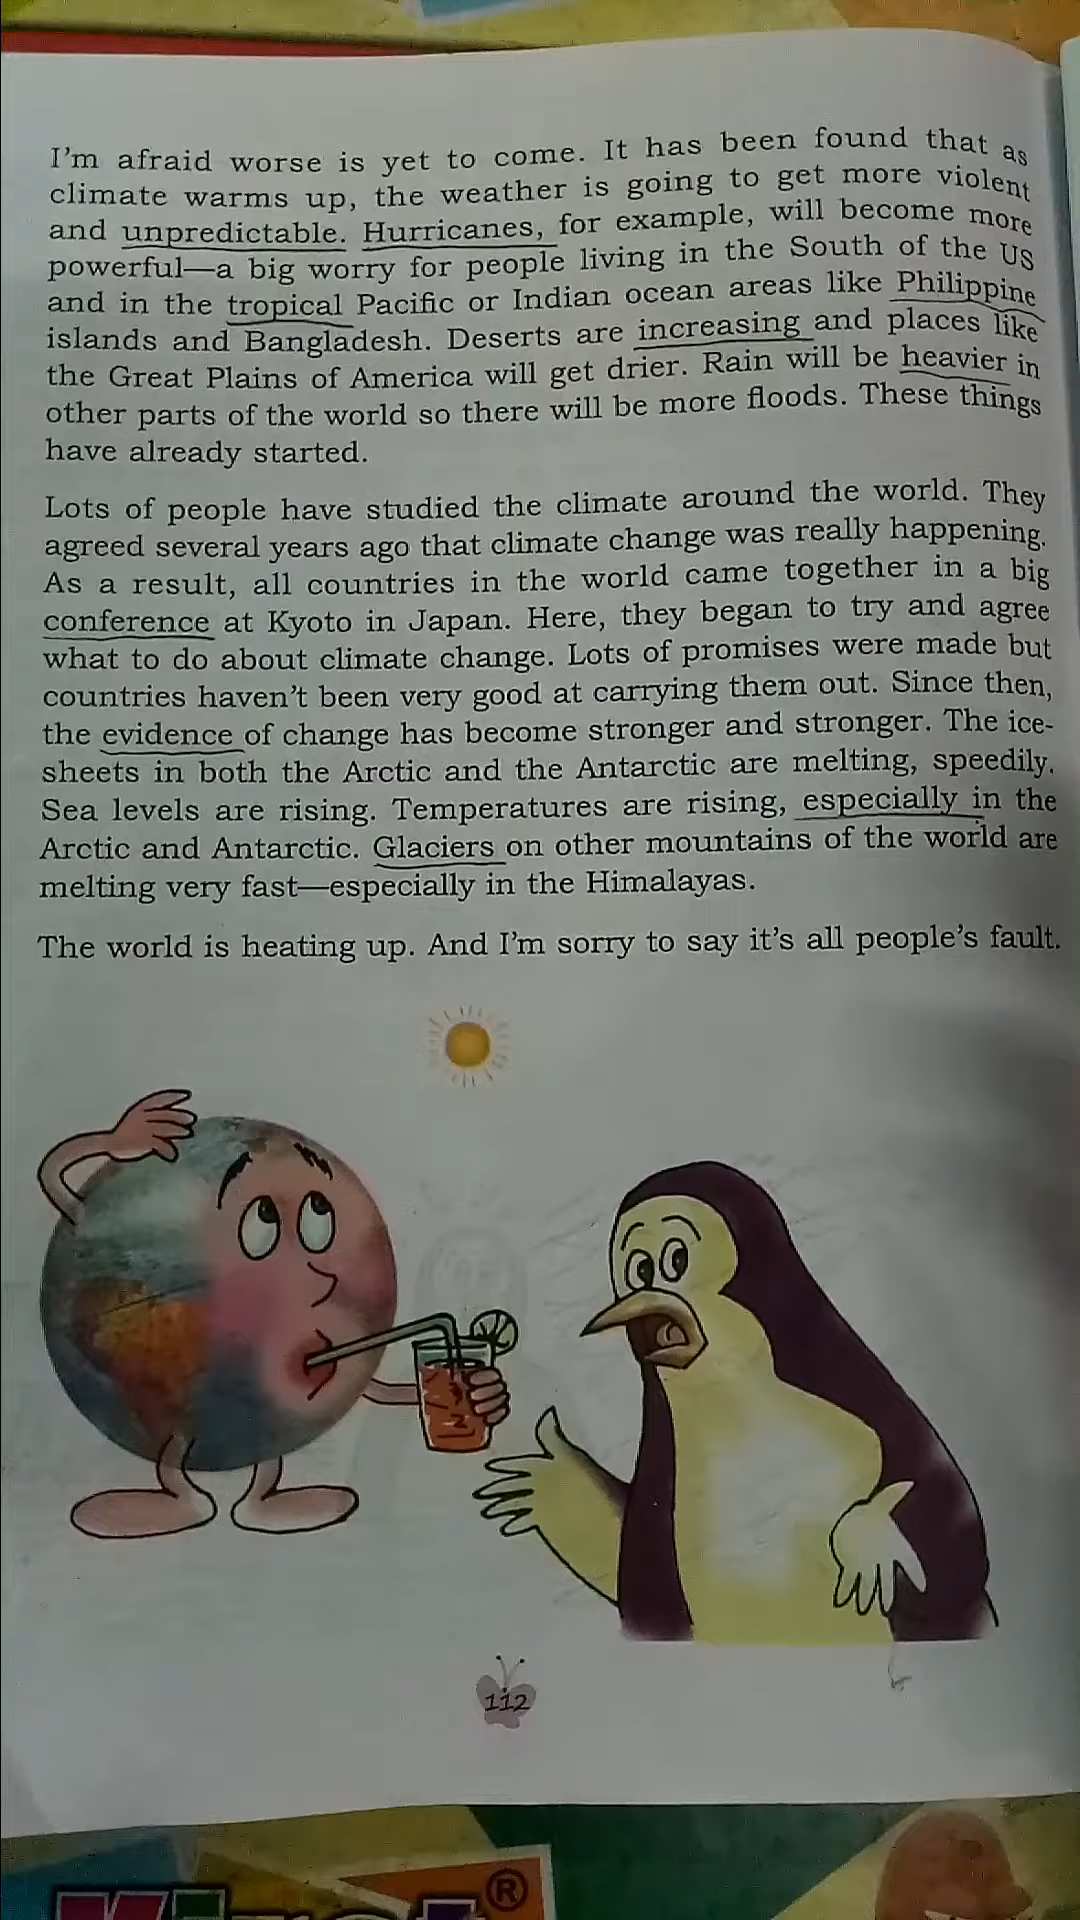 I'm afraid worse is yet to come. It has been found that as
climate warms up, the weather is going to get more violent
and unpredictable. Hurricanes, for example, will become more
powerful—a big worry for people living in the South of the US
and in the tropical Pacific or Indian ocean areas like Philippine
islands and Bangladesh. Deserts are increasing and places like
the Great Plains of America will get drier. Rain will be heavier in
other parts of the world so there will be more floods. These things
have already started.
Lots of people have studied the climate around the world. They
agreed several years ago that climate change was really happening.
As a result, all countries in the world came together in a big
conference at Kyoto in Japan. Here, they began to try and agree
what to do about climate change. Lots of promises were made but
countries haven't been very good at carrying them out. Since then,
the evidence of change has become stronger and stronger. The ice-
sheets in both the Arctic and the Antarctic are melting, speedily.
Sea levels are rising. Temperatures are rising, especially in the
Arctic and Antarctic. Glaciers on other mountains of the world are
melting very fast—especially in the Himalayas.
The world is heating up. And I'm sorry to say it's all people's fault.
112
®